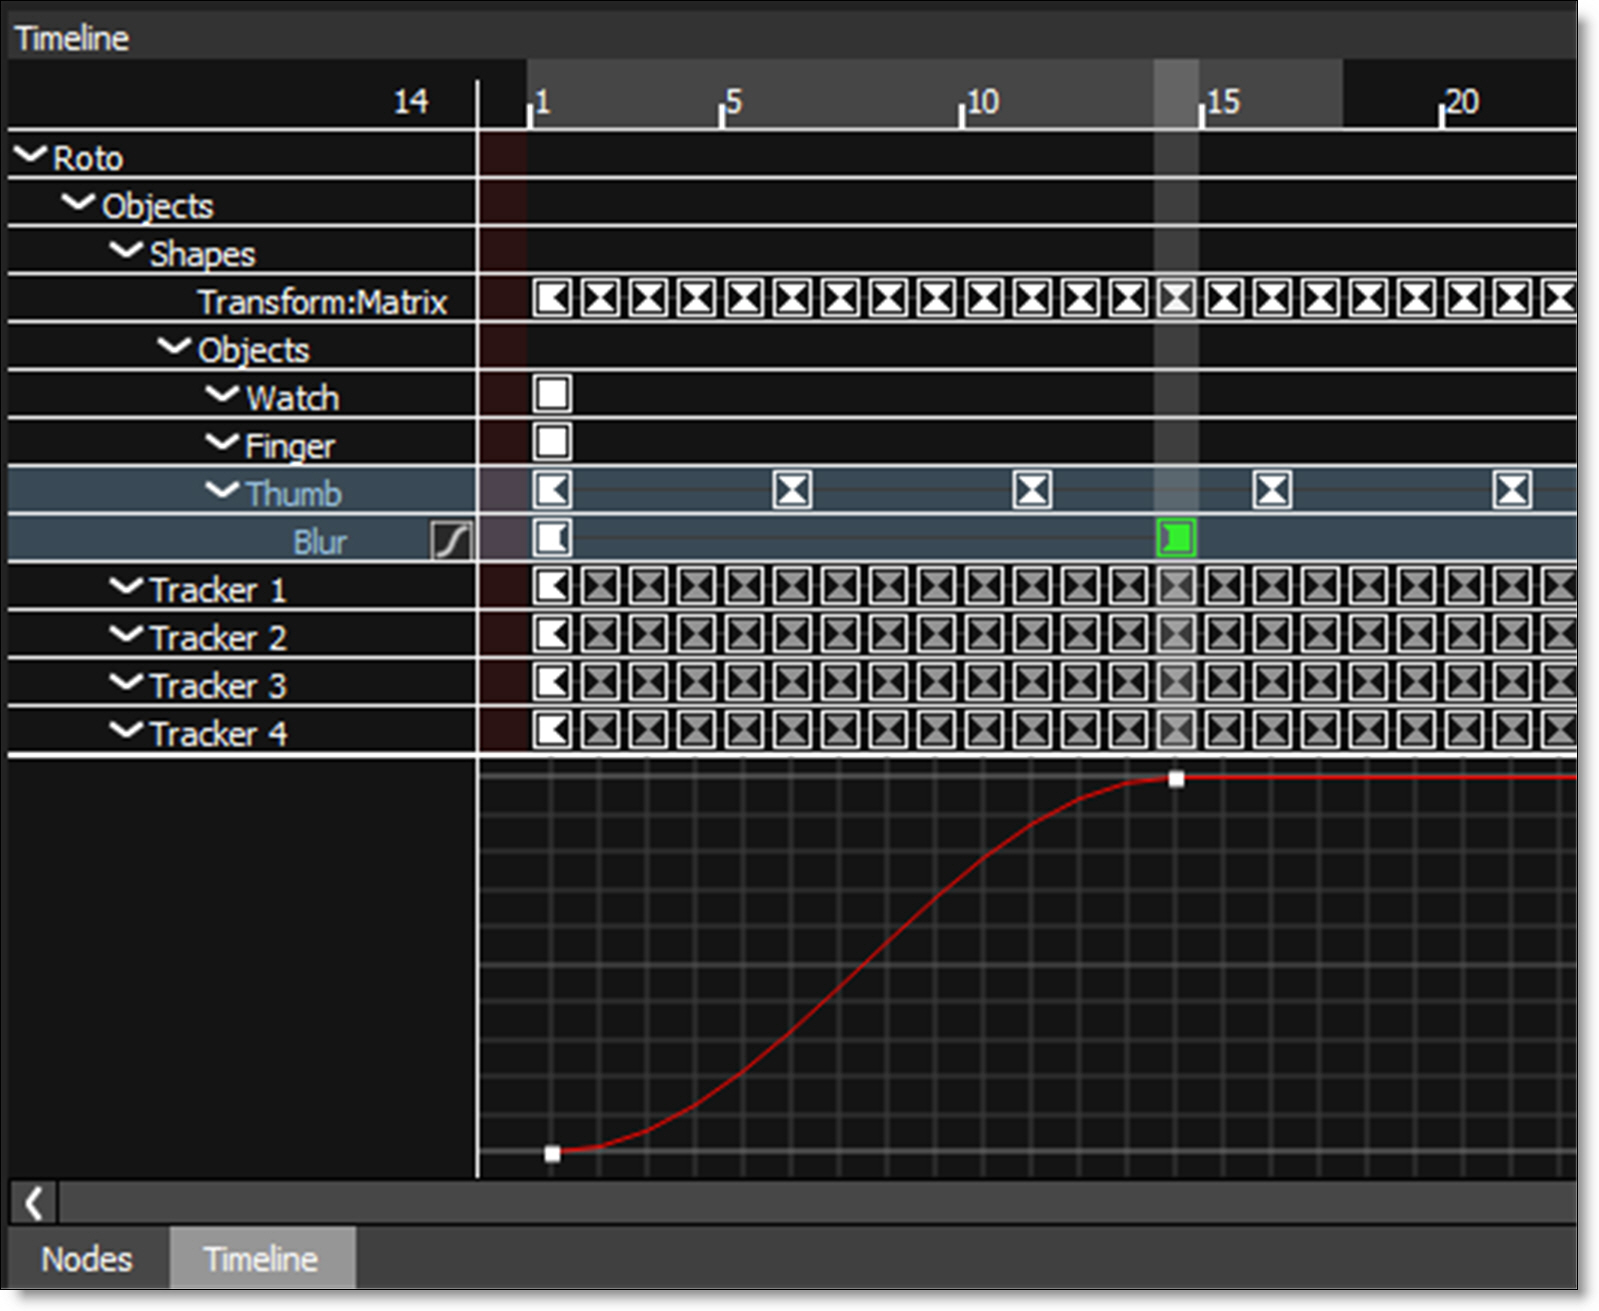 Timeline
14 1 5 10 15 20
Roto
Objects
Shapes
Transform:Matrix
Objects
Watch
Finger
Thumb
Blur
Tracker 1
Tracker 2
Tracker 3
Tracker 4
Nodes Timeline